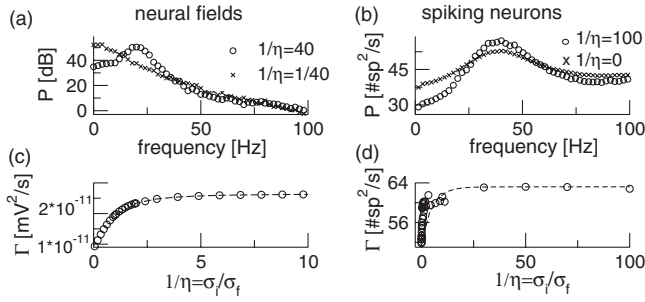 neural fields
spiking neurons
(a)
P [dB]
40
20
0
1/η=40
1/η=1/40
0
50
100
frequency [Hz]
(b)
P [#sp²/s]
45
30
1/η=100
1/η=0
0
50
100
frequency [Hz]
(c)
Γ [mV²/s]
2*10⁻¹¹
1*10⁻¹¹
0
5
10
1/η=σᵢ/σf
(d)
Γ [#sp²/s]
64
56
0
50
100
1/η=σᵢ/σf